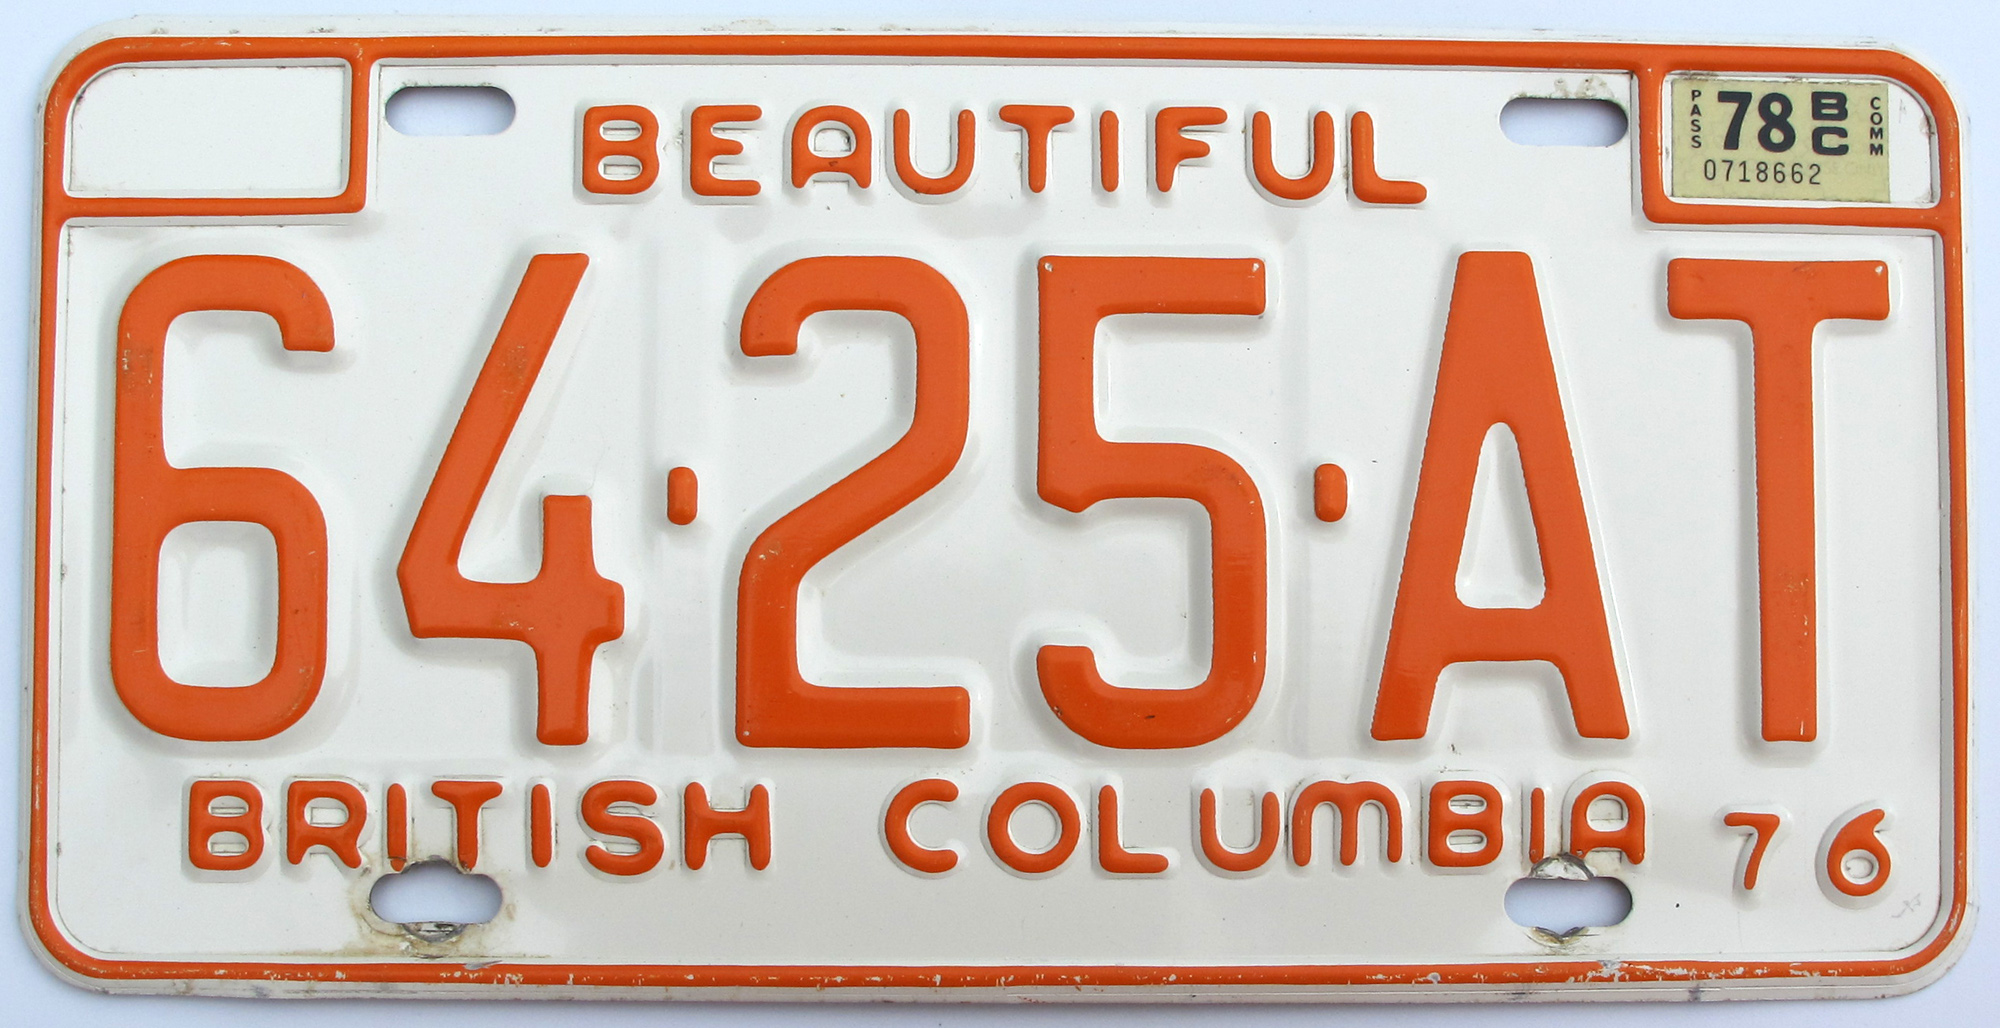 BEAUTIFUL
PASS 78 BC COMM
0718662
64·25·AT
BRITISH COLUMBIA 76